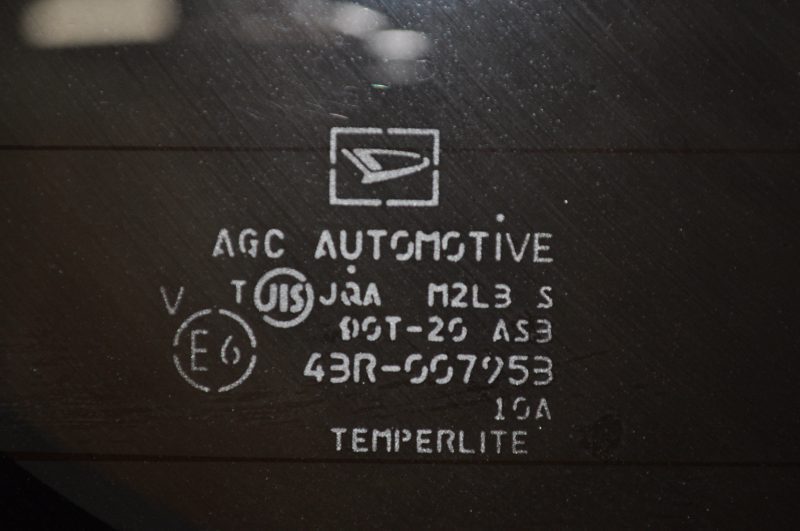 AGC AUTOMOTIVE
V T JIS JQA M2L3 S
E6 DOT-20 AS3
43R-007953
10A
TEMPERLITE